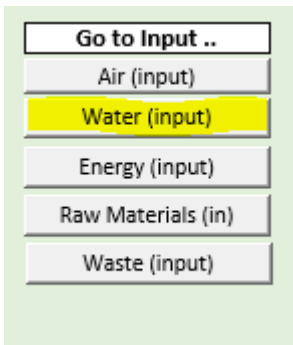 Go to Input ..
Air (input)
Water (input)
Energy (input)
Raw Materials (in)
Waste (input)